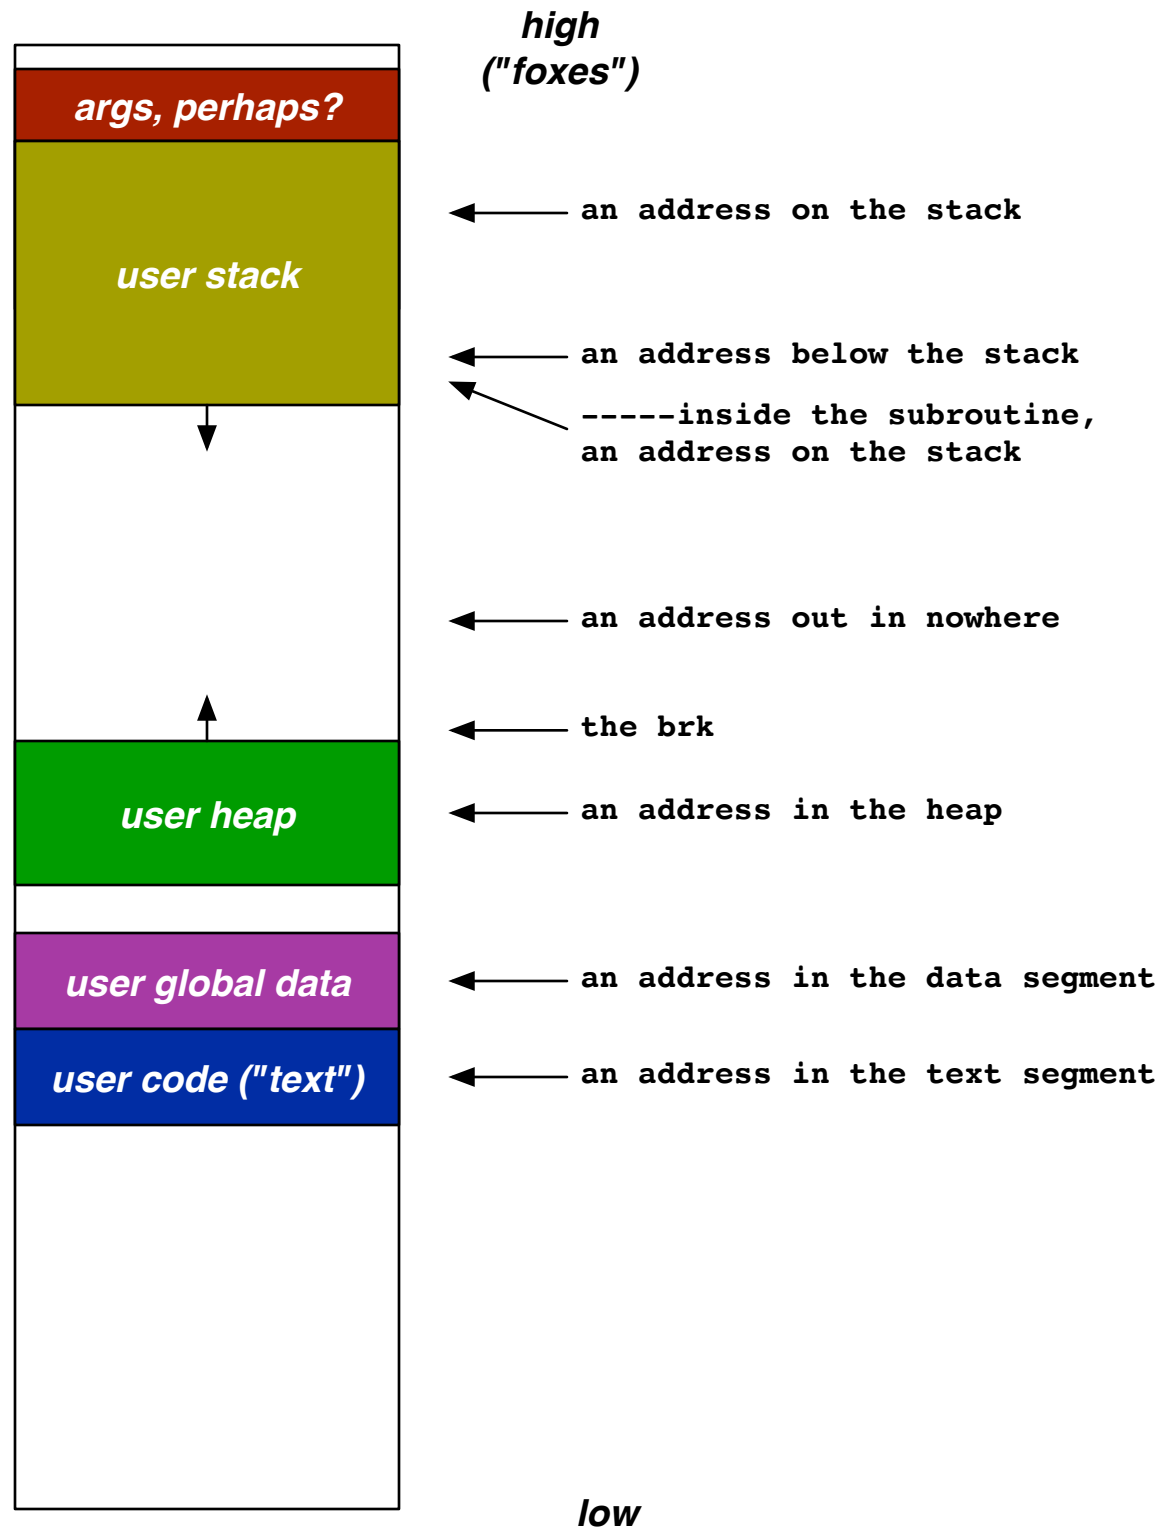 high
("foxes")
args, perhaps?
an address on the stack
user stack
an address below the stack
-----inside the subroutine,
an address on the stack
an address out in nowhere
the brk
user heap
an address in the heap
user global data
an address in the data segment
user code ("text")
an address in the text segment
low